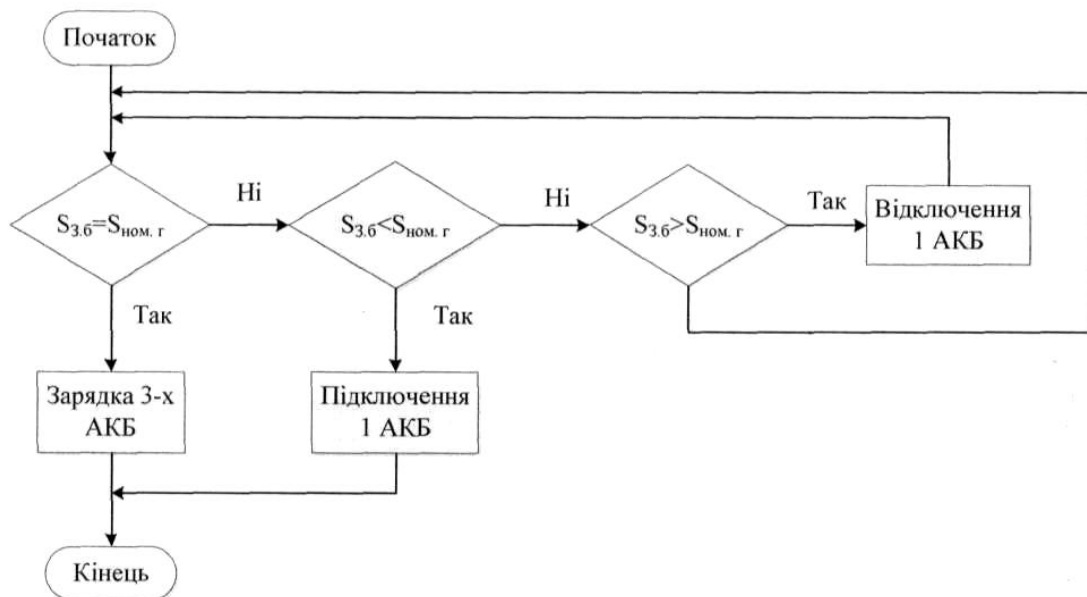 Початок
S3.б=Sном. г
Ні
S3.б<Sном. г
Ні
S3.б>Sном. г
Так
Відключення
1 АКБ
Так
Так
Зарядка 3-х
АКБ
Підключення
1 АКБ
Кінець